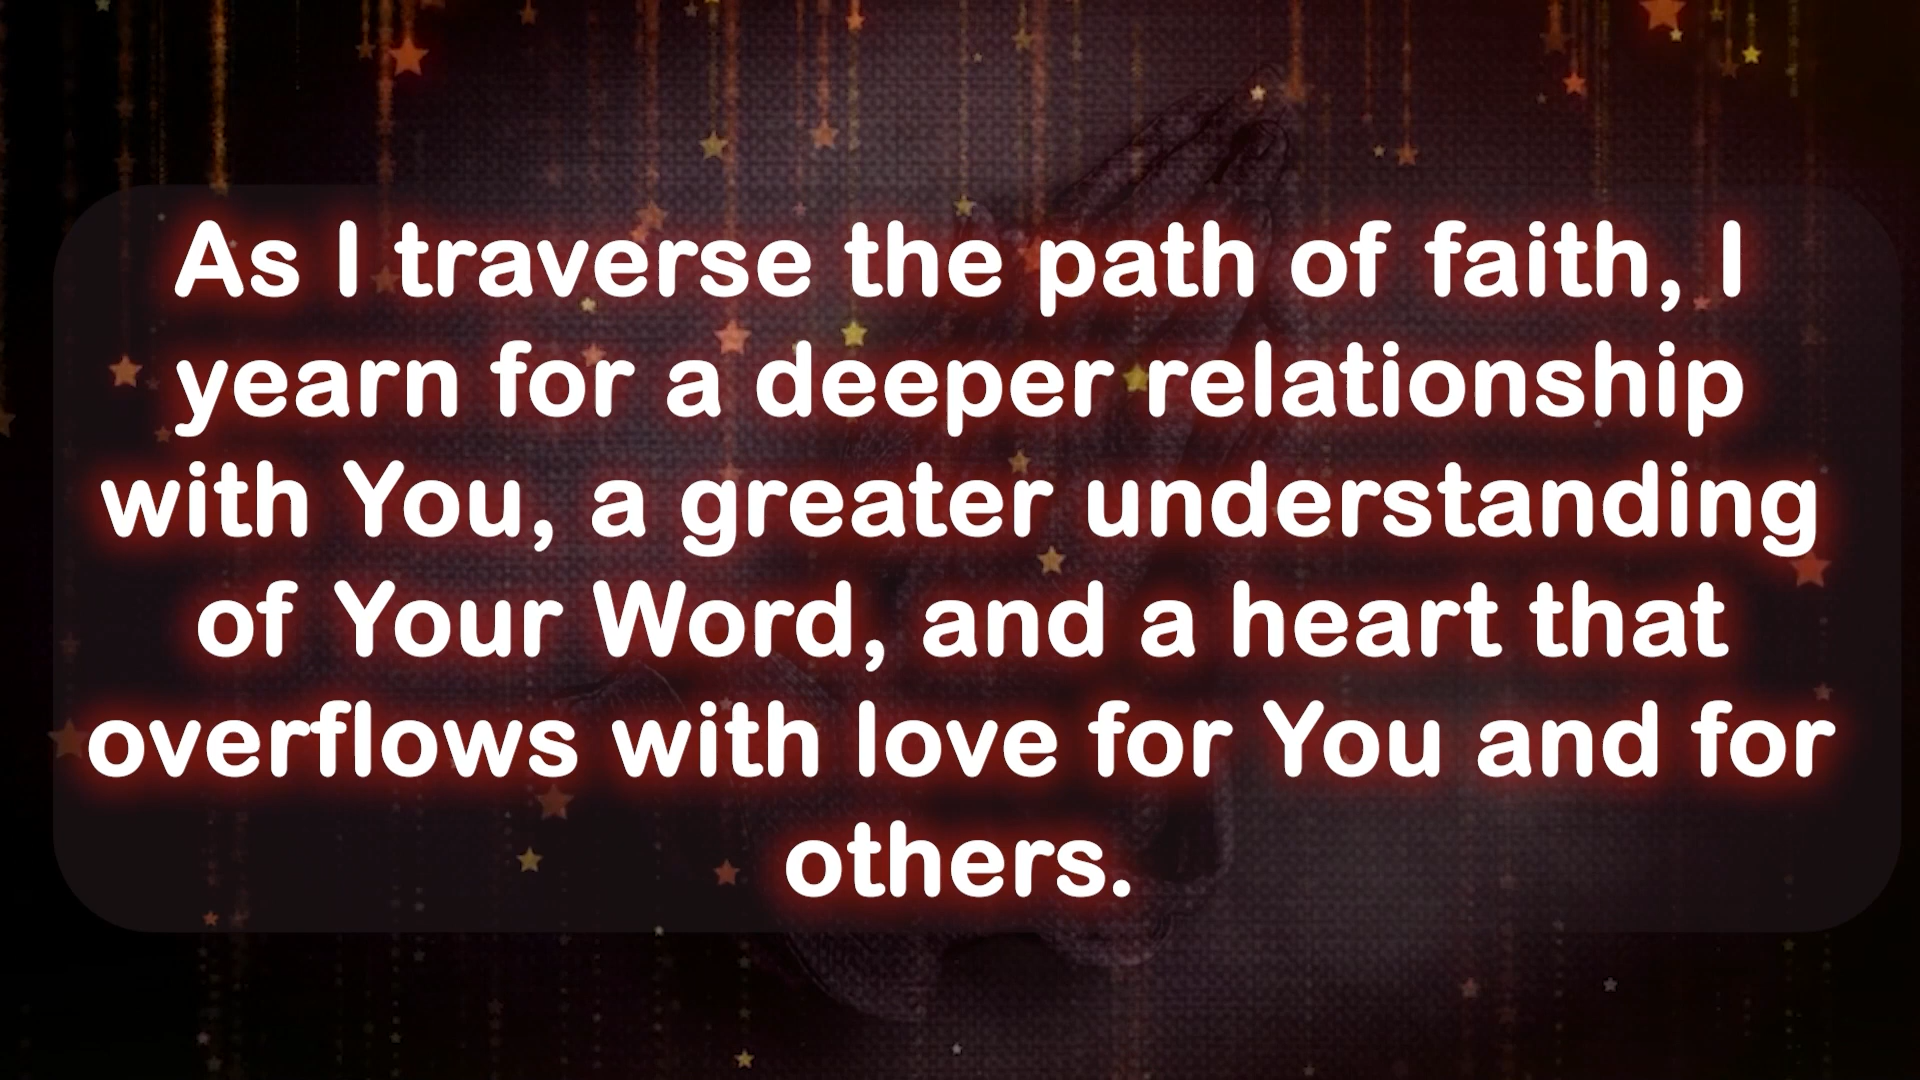 As I traverse the path of faith, I
yearn for a deeper relationship
with You, a greater understanding
of Your Word, and a heart that
overflows with love for You and for
others.